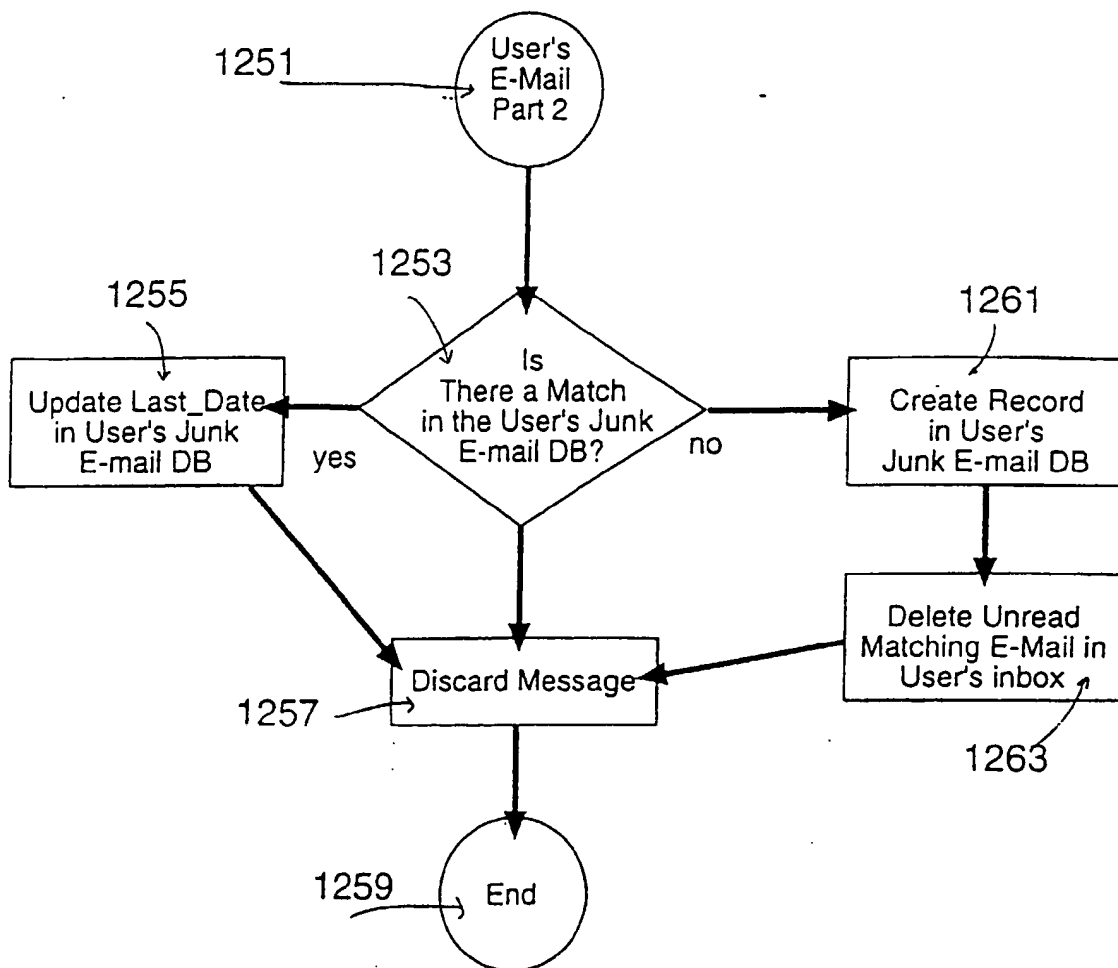 1251
User's
E-Mail
Part 2
1253
Is
There a Match
in the User's Junk
E-mail DB?
1255
Update Last_Date
in User's Junk
E-mail DB
yes
no
1261
Create Record
in User's
Junk E-mail DB
Delete Unread
Matching E-Mail in
User's inbox
1263
Discard Message
1257
End
1259